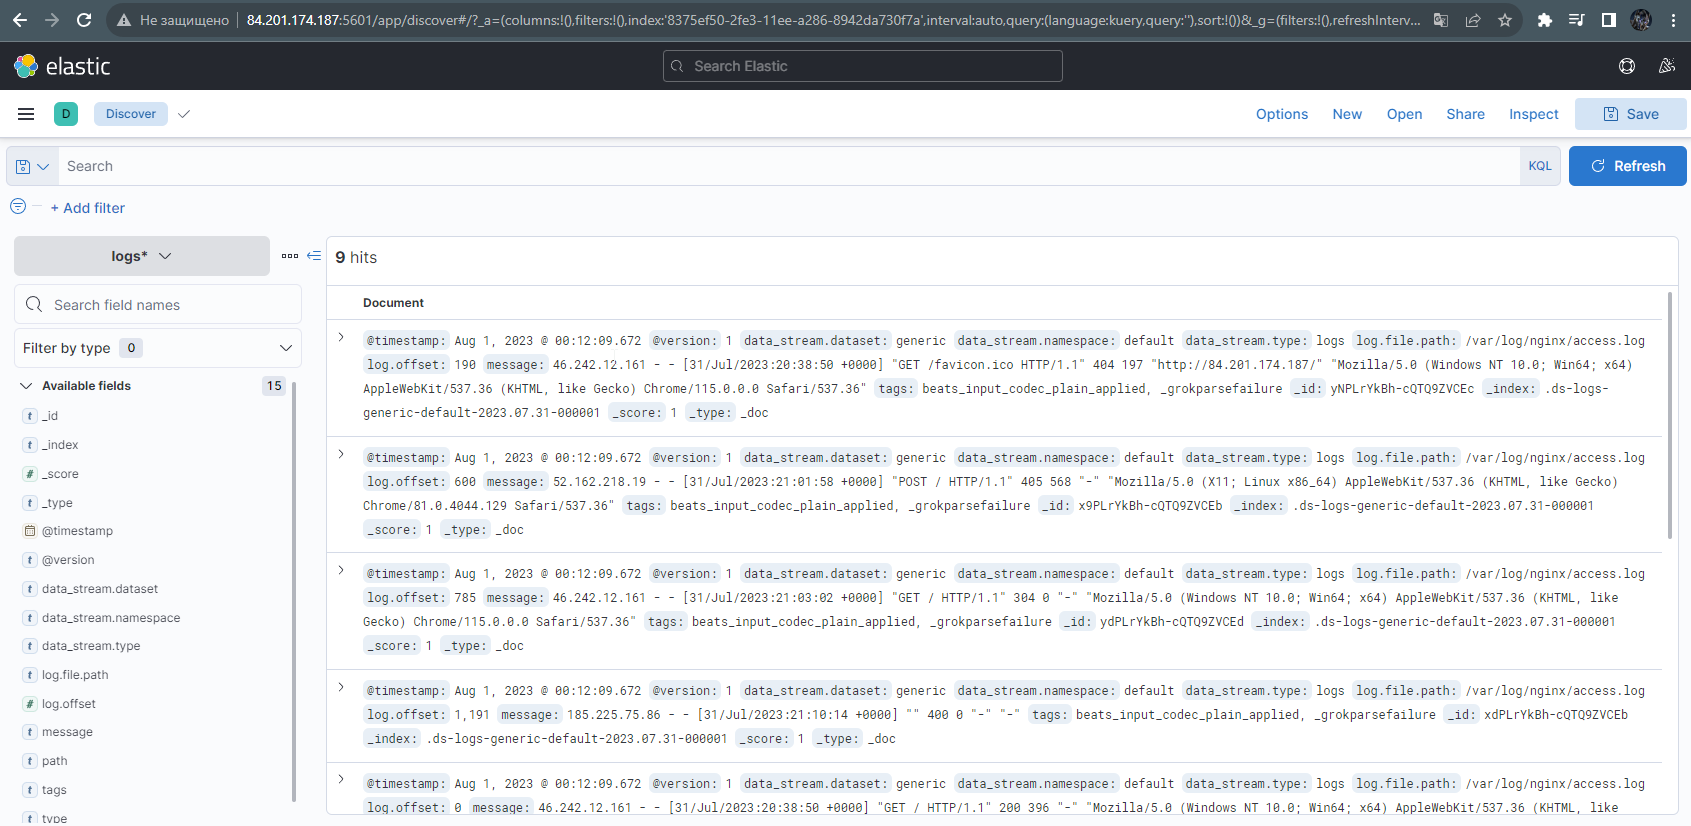 Не защищено 84.201.174.187:5601/app/discover#/?_a=(columns:!(),filters:!(),index:'8375ef50-2fe3-11ee-a286-8942da730f7a',interval:auto,query:(language:kuery,query:''),sort:!())&_g=(filters:!(),refreshInterv...
elastic
Search Elastic
D Discover Options New Open Share Inspect Save
Search KQL Refresh
+ Add filter
logs*
Search field names
Filter by type 0
Available fields 15
t _id
t _index
# _score
t _type
@timestamp
t @version
t data_stream.dataset
t data_stream.namespace
t data_stream.type
t log.file.path
# log.offset
t message
t path
t tags
t type
9 hits
Document
@timestamp: Aug 1, 2023 @ 00:12:09.672 @version: 1 data_stream.dataset: generic data_stream.namespace: default data_stream.type: logs log.file.path: /var/log/nginx/access.log
log.offset: 190 message: 46.242.12.161 - - [31/Jul/2023:20:38:50 +0000] "GET /favicon.ico HTTP/1.1" 404 197 "http://84.201.174.187/" "Mozilla/5.0 (Windows NT 10.0; Win64; x64)
AppleWebKit/537.36 (KHTML, like Gecko) Chrome/115.0.0.0 Safari/537.36" tags: beats_input_codec_plain_applied, _grokparsefailure _id: yNPLrYkBh-cQTQ9ZVCEc _index: .ds-logs-
generic-default-2023.07.31-000001 _score: 1 _type: _doc
@timestamp: Aug 1, 2023 @ 00:12:09.672 @version: 1 data_stream.dataset: generic data_stream.namespace: default data_stream.type: logs log.file.path: /var/log/nginx/access.log
log.offset: 600 message: 52.162.218.19 - - [31/Jul/2023:21:01:58 +0000] "POST / HTTP/1.1" 405 568 "-" "Mozilla/5.0 (X11; Linux x86_64) AppleWebKit/537.36 (KHTML, like Gecko)
Chrome/81.0.4044.129 Safari/537.36" tags: beats_input_codec_plain_applied, _grokparsefailure _id: x9PLrYkBh-cQTQ9ZVCEb _index: .ds-logs-generic-default-2023.07.31-000001
_score: 1 _type: _doc
@timestamp: Aug 1, 2023 @ 00:12:09.672 @version: 1 data_stream.dataset: generic data_stream.namespace: default data_stream.type: logs log.file.path: /var/log/nginx/access.log
log.offset: 785 message: 46.242.12.161 - - [31/Jul/2023:21:03:02 +0000] "GET / HTTP/1.1" 304 0 "-" "Mozilla/5.0 (Windows NT 10.0; Win64; x64) AppleWebKit/537.36 (KHTML, like
Gecko) Chrome/115.0.0.0 Safari/537.36" tags: beats_input_codec_plain_applied, _grokparsefailure _id: ydPLrYkBh-cQTQ9ZVCEd _index: .ds-logs-generic-default-2023.07.31-000001
_score: 1 _type: _doc
@timestamp: Aug 1, 2023 @ 00:12:09.672 @version: 1 data_stream.dataset: generic data_stream.namespace: default data_stream.type: logs log.file.path: /var/log/nginx/access.log
log.offset: 1,191 message: 185.225.75.86 - - [31/Jul/2023:21:10:14 +0000] "" 400 0 "-" "-" tags: beats_input_codec_plain_applied, _grokparsefailure _id: xdPLrYkBh-cQTQ9ZVCEb
_index: .ds-logs-generic-default-2023.07.31-000001 _score: 1 _type: _doc
@timestamp: Aug 1, 2023 @ 00:12:09.672 @version: 1 data_stream.dataset: generic data_stream.namespace: default data_stream.type: logs log.file.path: /var/log/nginx/access.log
log.offset: 0 message: 46.242.12.161 - - [31/Jul/2023:20:38:50 +0000] "GET / HTTP/1.1" 200 396 "-" "Mozilla/5.0 (Windows NT 10.0; Win64; x64) AppleWebKit/537.36 (KHTML, like